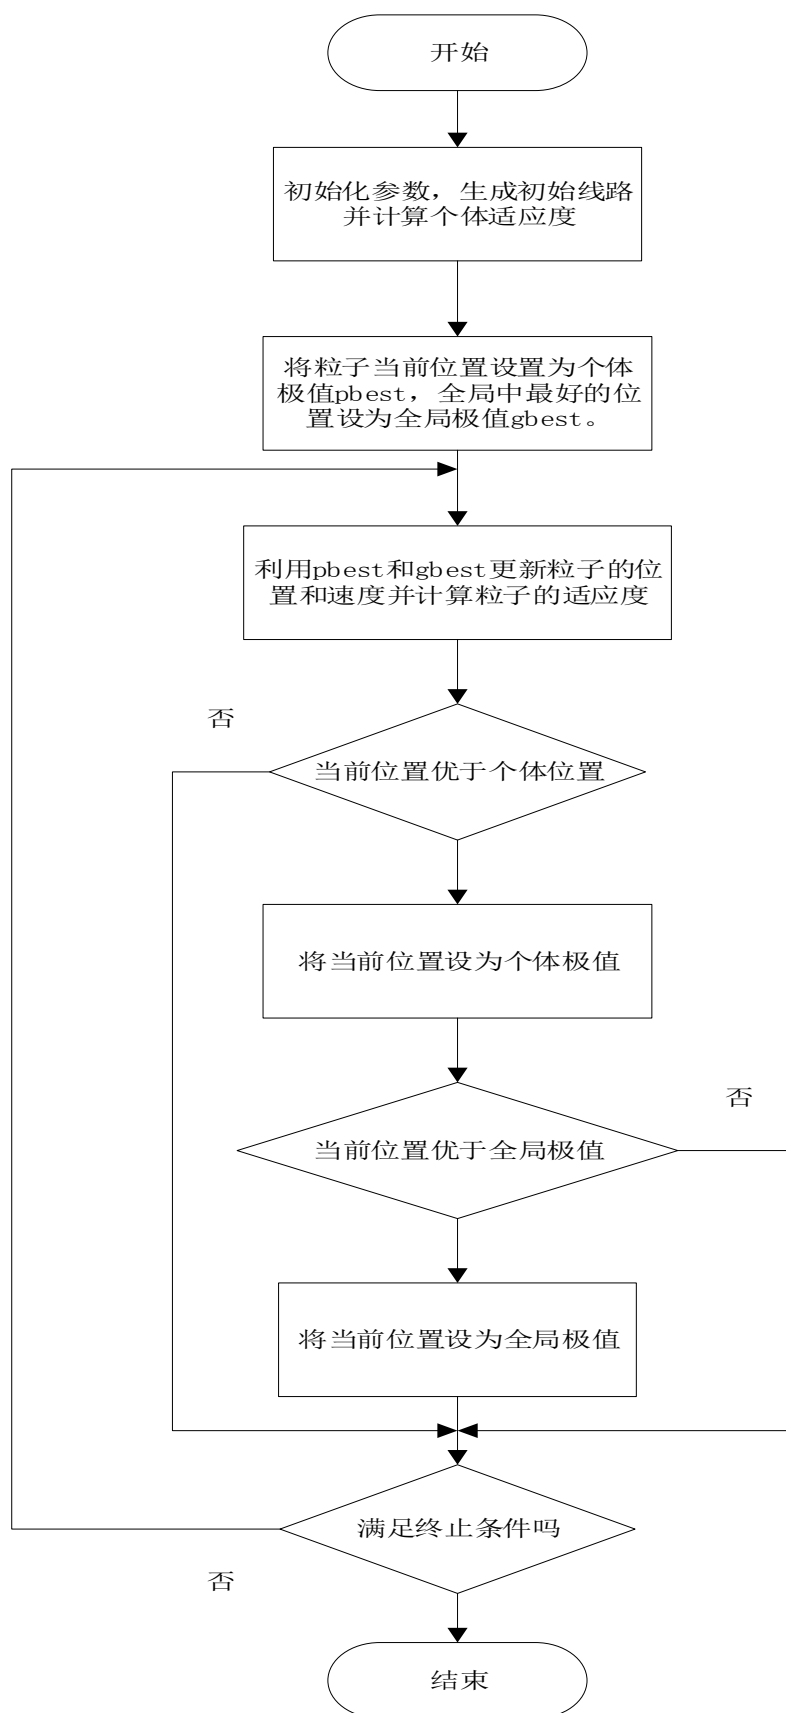 开始
初始化参数，生成初始线路
并计算个体适应度
将粒子当前位置设置为个体
极值pbest，全局中最好的位
置设为全局极值gbest。
利用pbest和gbest更新粒子的位
置和速度并计算粒子的适应度
否
当前位置优于个体位置
将当前位置设为个体极值
否
当前位置优于全局极值
将当前位置设为全局极值
满足终止条件吗
否
结束